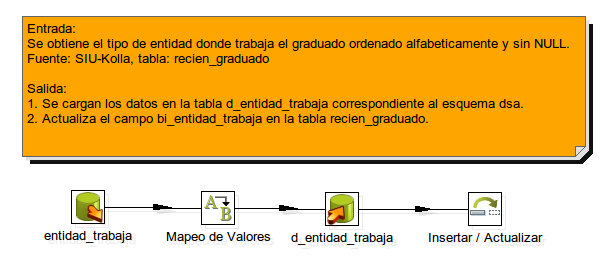 Entrada:
Se obtiene el tipo de entidad donde trabaja el graduado ordenado alfabeticamente y sin NULL.
Fuente: SIU-Kolla, tabla: recien_graduado
Salida:
1. Se cargan los datos en la tabla d_entidad_trabaja correspondiente al esquema dsa.
2. Actualiza el campo bi_entidad_trabaja en la tabla recien_graduado.
A
B
entidad_trabaja
Mapeo de Valores
d_entidad_trabaja
Insertar / Actualizar